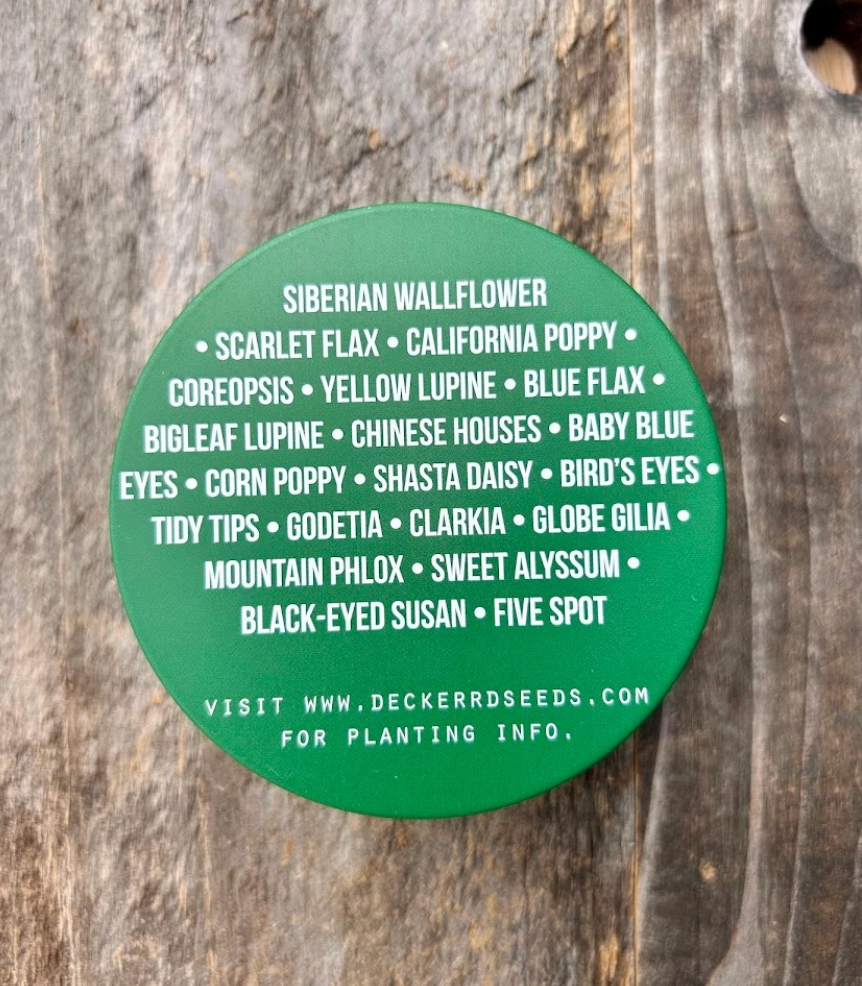 SIBERIAN WALLFLOWER
• SCARLET FLAX • CALIFORNIA POPPY •
COREOPSIS • YELLOW LUPINE • BLUE FLAX •
BIGLEAF LUPINE • CHINESE HOUSES • BABY BLUE
EYES • CORN POPPY • SHASTA DAISY • BIRD'S EYES •
TIDY TIPS • GODETIA • CLARKIA • GLOBE GILIA •
MOUNTAIN PHLOX • SWEET ALYSSUM •
BLACK-EYED SUSAN • FIVE SPOT
VISIT WWW.DECKERRDSEEDS.COM
FOR PLANTING INFO.